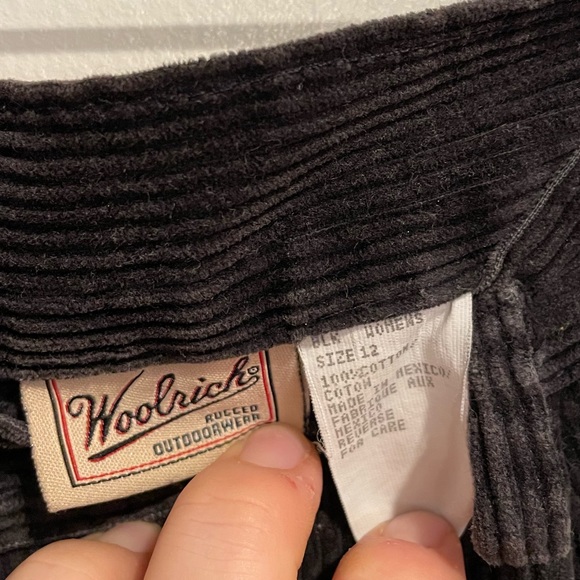 Woolrich®
RUGGED
OUTDOORWEAR
BLK WOMENS
SIZE 12
100%COTTON/
COTON
MADE IN MEXICO/
FABRIQUE AUX
MEXICO
REVERSE
FOR CARE